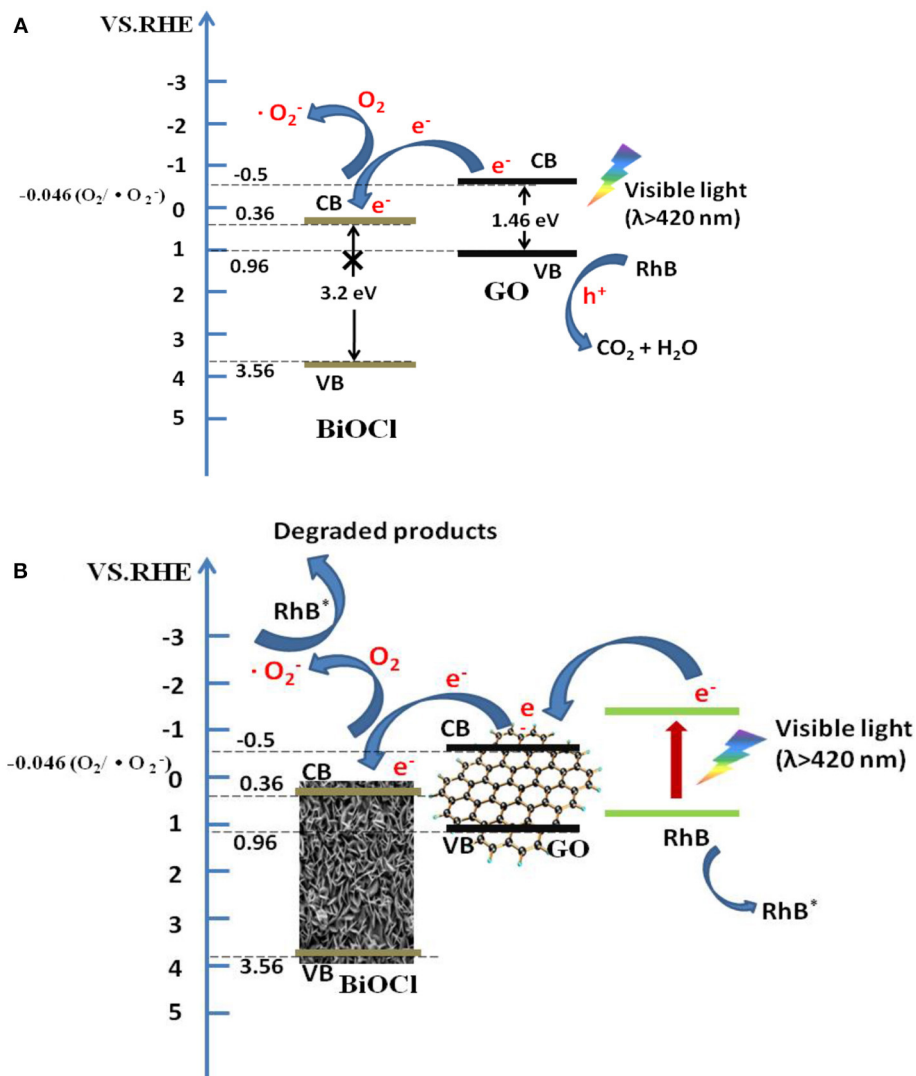 A
VS.RHE
-3
-2
-1
0
1
2
3
4
5
-0.5
-0.046 (O₂/ • O₂⁻)
0.36
0.96
3.56
· O₂⁻
O₂
e⁻
e⁻
CB
CB
e⁻
1.46 eV
VB
GO
3.2 eV
VB
BiOCl
Visible light
(λ>420 nm)
RhB
h⁺
CO₂ + H₂O
B
Degraded products
VS.RHE
RhB*
-3
-2
-1
0
1
2
3
4
5
· O₂⁻
O₂
e⁻
e
-
e⁻
-0.5
CB
-0.046 (O₂/ • O₂⁻)
CB
e⁻
0.36
0.96
VB
GO
3.56
VB
BiOCl
Visible light
(λ>420 nm)
RhB
RhB*